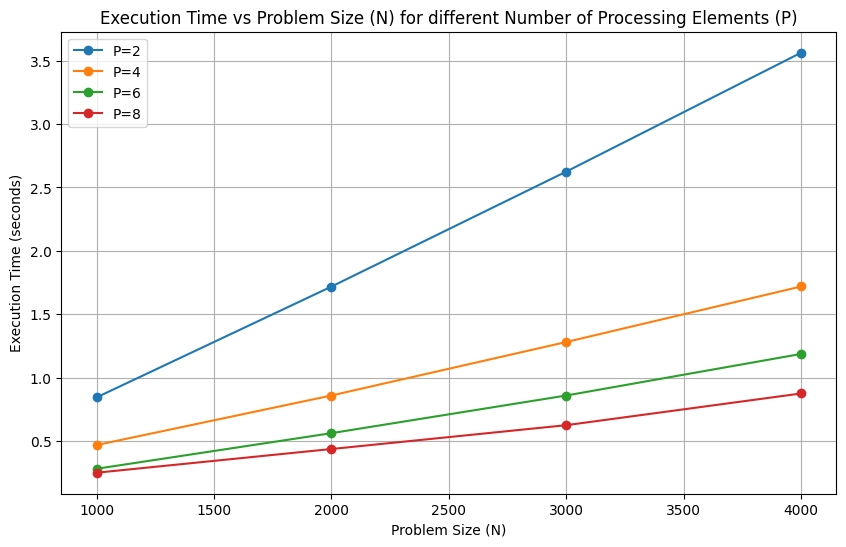 Execution Time vs Problem Size (N) for different Number of Processing Elements (P)
P=2
P=4
P=6
P=8
Execution Time (seconds)
3.5
3.0
2.5
2.0
1.5
1.0
0.5
1000 1500 2000 2500 3000 3500 4000
Problem Size (N)